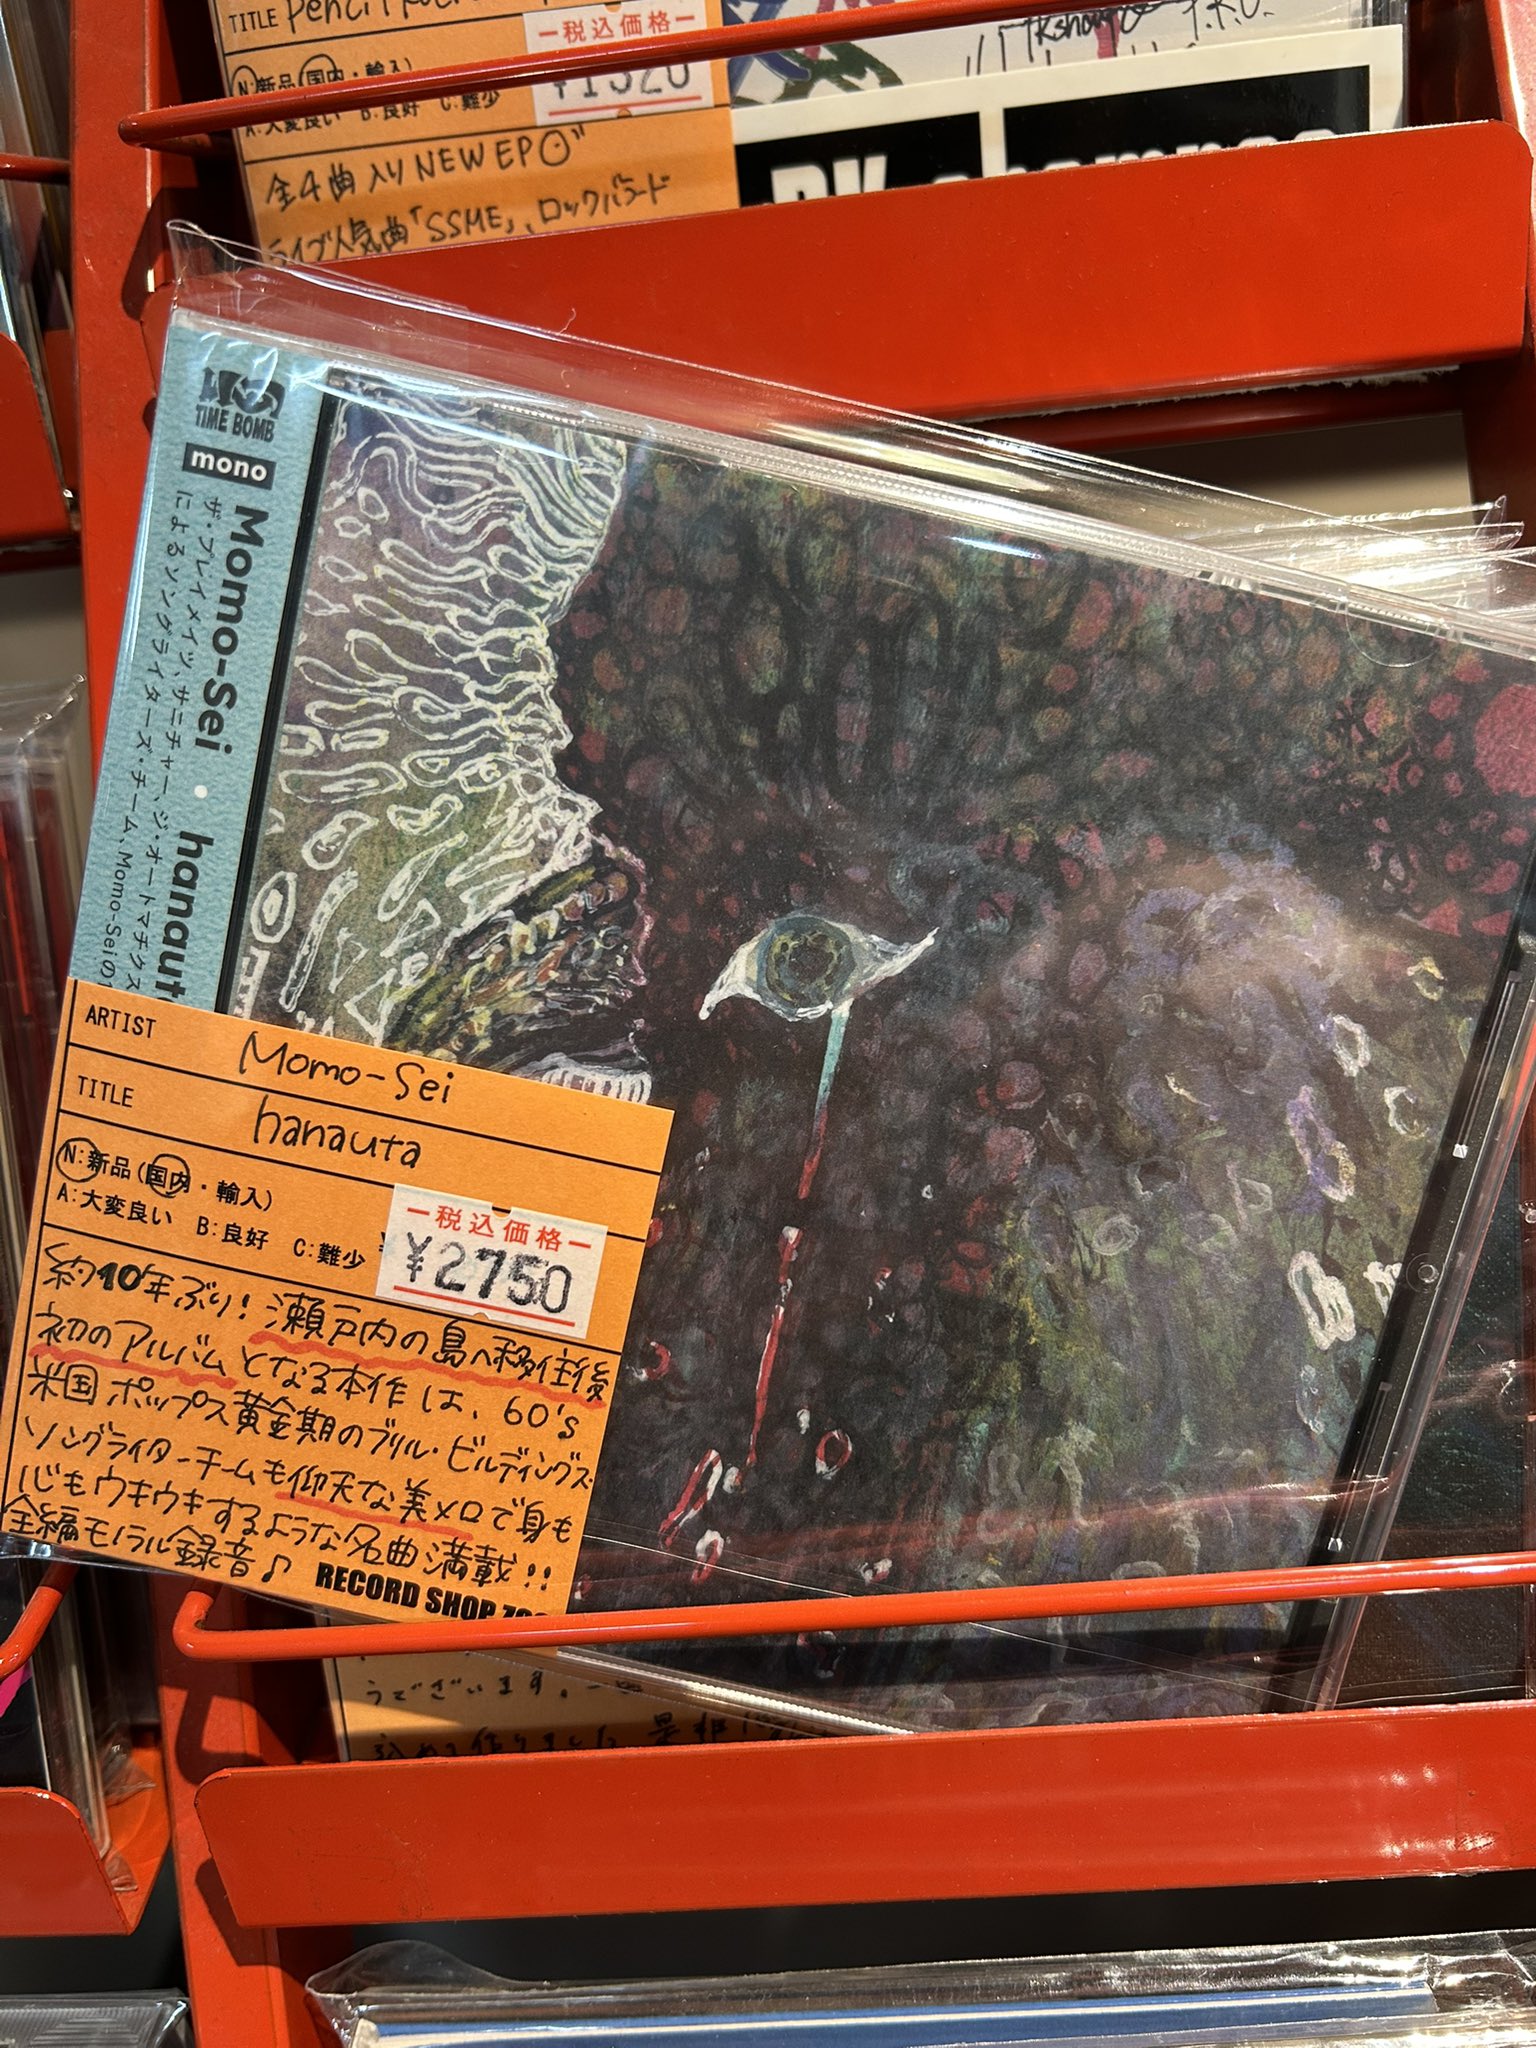 TITLE
税込価格
N:新品(国内・輸入)
¥1320
A:大変良い B:良好 C:難少
全4曲入りNEW EP
ライブ人気曲「SSME」、ロックバラード
TIME BOMB
mono
Momo-Sei・hanaut
ザ・プレイメイツ、サニチャー、ジ・オートマチクス
によるソングライターズ・チーム、Momo-Seiの
ARTIST Momo-Sei
TITLE hanauta
N:新品(国内・輸入)
A:大変良い B:良好 C:難少
税込価格
¥2750
約10年ぶり!瀬戸内の島へ移住後
初のアルバムとなる本作は、60's
米国ポップス黄金期のブリル・ビルディングズ
ソングライターチームも仰天な美メロで身も
心もウキウキするような名曲満載!!
全編モノラル録音♪
RECORD SHOP
うございます。